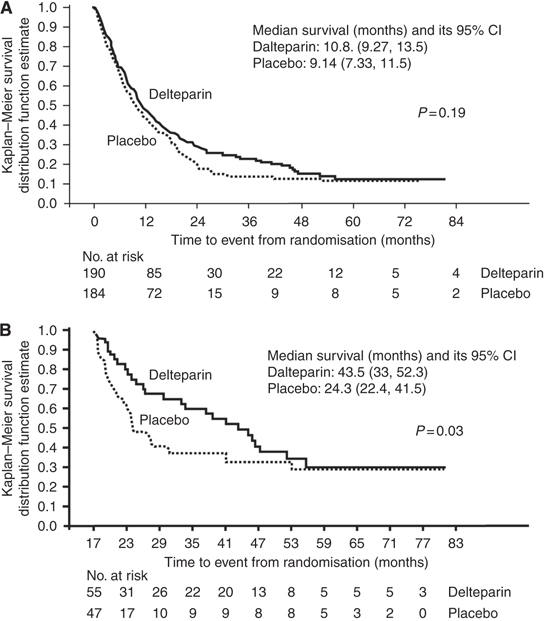 A
Kaplan–Meier survival
distribution function estimate
1.0
0.9
0.8
0.7
0.6
0.5
0.4
0.3
0.2
0.1
0.0
Median survival (months) and its 95% CI
Dalteparin: 10.8. (9.27, 13.5)
Placebo: 9.14 (7.33, 11.5)
P=0.19
Delteparin
Placebo
0 12 24 36 48 60 72 84
Time to event from randomisation (months)
No. at risk
190 85 30 22 12 5 4 Delteparin
184 72 15 9 8 5 2 Placebo
B
Kaplan–Meier survival
distribution function estimate
1.0
0.9
0.8
0.7
0.6
0.5
0.4
0.3
0.2
0.1
0.0
Median survival (months) and its 95% CI
Dalteparin: 43.5 (33, 52.3)
Placebo: 24.3 (22.4, 41.5)
P=0.03
Delteparin
Placebo
17 23 29 35 41 47 53 59 65 71 77 83
Time to event from randomisation (months)
No. at risk
55 31 26 22 20 13 8 5 5 5 3 Delteparin
47 17 10 9 9 8 8 5 3 2 0 Placebo